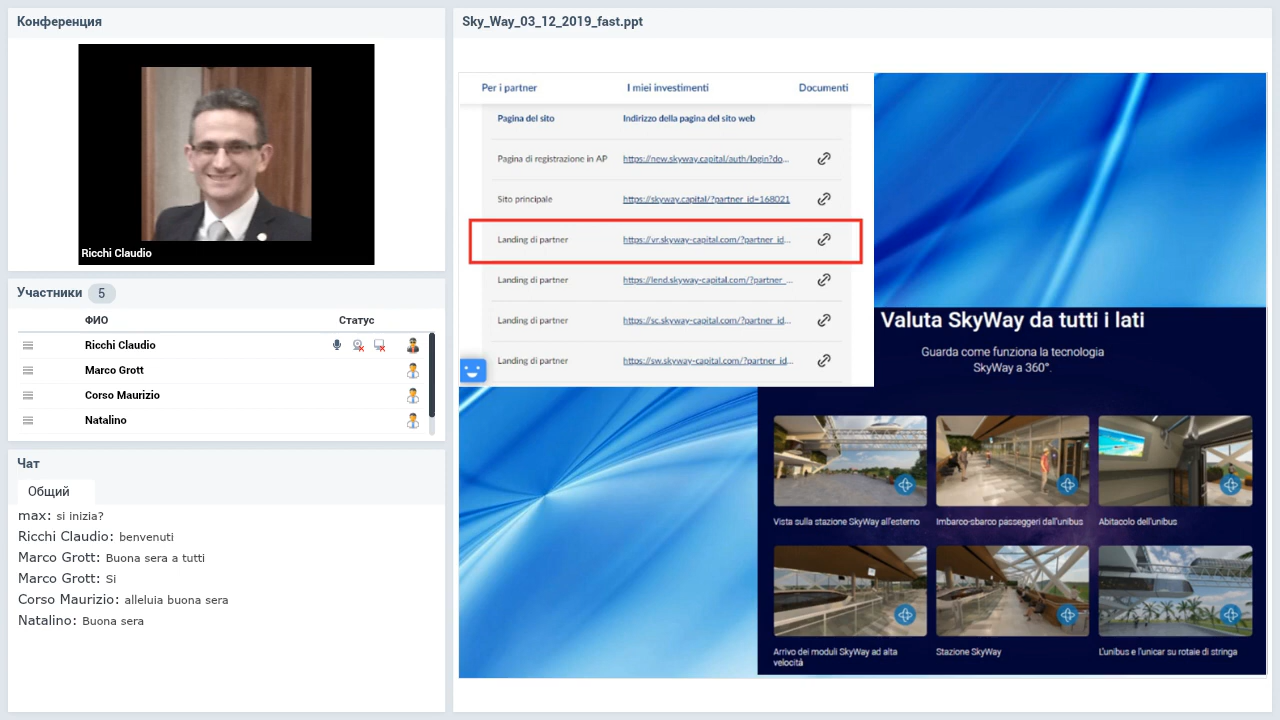 Конференция
Ricchi Claudio
Участники 5
ФИО Статус
Ricchi Claudio
Marco Grott
Corso Maurizio
Natalino
Чат
Общий
max: si inizia?
Ricchi Claudio: benvenuti
Marco Grott: Buona sera a tutti
Marco Grott: Si
Corso Maurizio: alleluia buona sera
Natalino: Buona sera
Sky_Way_03_12_2019_fast.ppt
Per i partner I miei investimenti Documenti
Pagina del sito Indirizzo della pagina del sito web
Pagina di registrazione in AP https://new.skyway.capital/auth/login?do...
Sito principale https://skyway.capital/?partner_id=168021
Landing di partner https://vr.skyway-capital.com/?partner_id...
Landing di partner https://lend.skyway-capital.com/?partner_...
Landing di partner https://sc.skyway-capital.com/?partner_id...
Landing di partner https://sw.skyway-capital.com/?partner_id...
Valuta SkyWay da tutti i lati
Guarda come funziona la tecnologia
SkyWay a 360°.
Vista sulla stazione SkyWay all'esterno
Imbarco-sbarco passeggeri dall'unibus
Abitacolo dell'unibus
Arrivo dei moduli SkyWay ad alta
velocità
Stazione SkyWay
L'unibus e l'unicar su rotaie di stringa